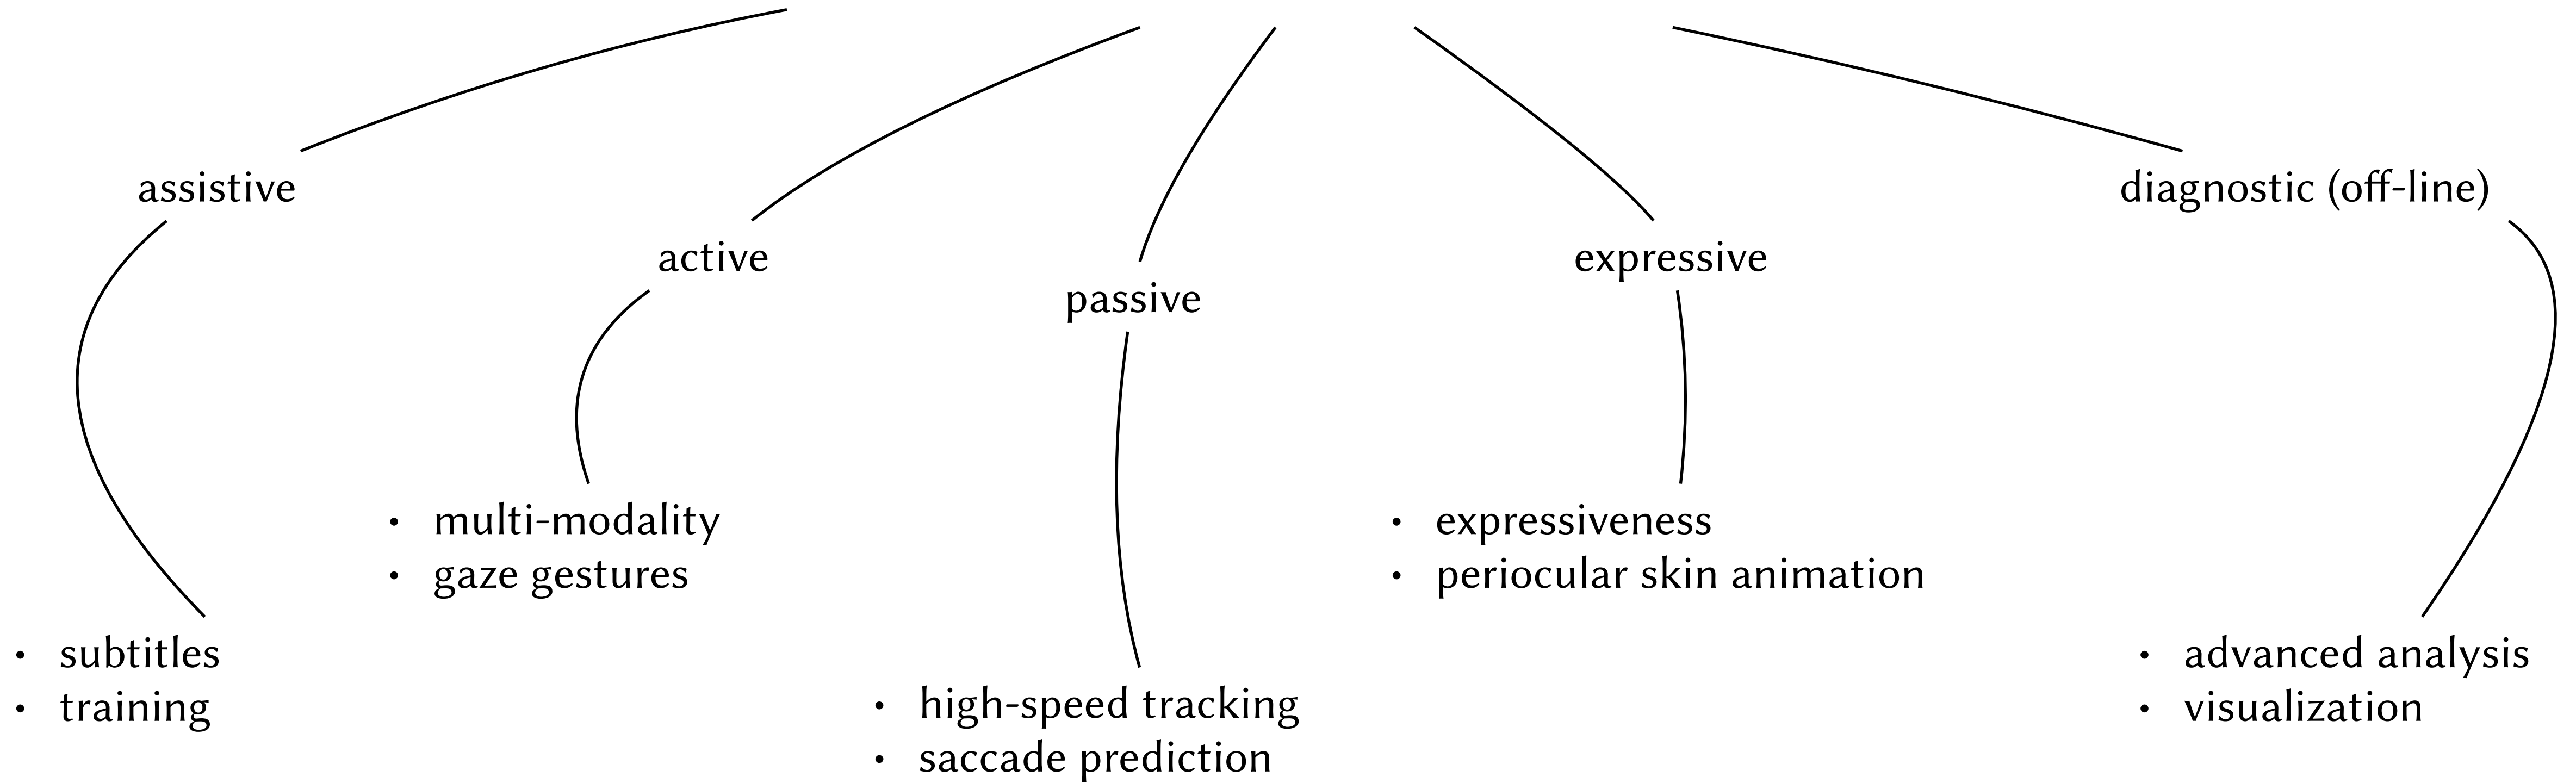 assistive
diagnostic (off-line)
active
expressive
passive
• multi-modality
• gaze gestures
• expressiveness
• periocular skin animation
• subtitles
• training
• advanced analysis
• visualization
• high-speed tracking
• saccade prediction